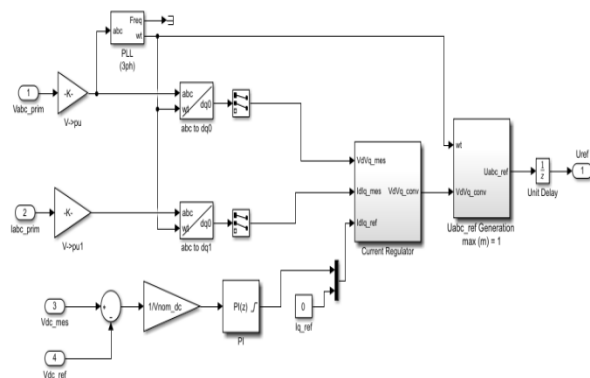 Freq
abc
wt
PLL
(3ph)
1
Vabc_prim
-K-
V->pu
abc
dq0
wt
abc to dq0
2
Iabc_prim
-K-
V->pu1
abc
dq0
wt
abc to dq1
VdVq_mes
IdIq_mes
VdVq_conv
IdIq_ref
Current Regulator
wt
Uabc_ref
VdVq_conv
Uabc_ref Generation
max (m) = 1
1
z
Unit Delay
Uref
1
3
Vdc_mes
+
-
4
Vdc_ref
1/Vnom_dc
PI(z)
PI
0
Iq_ref